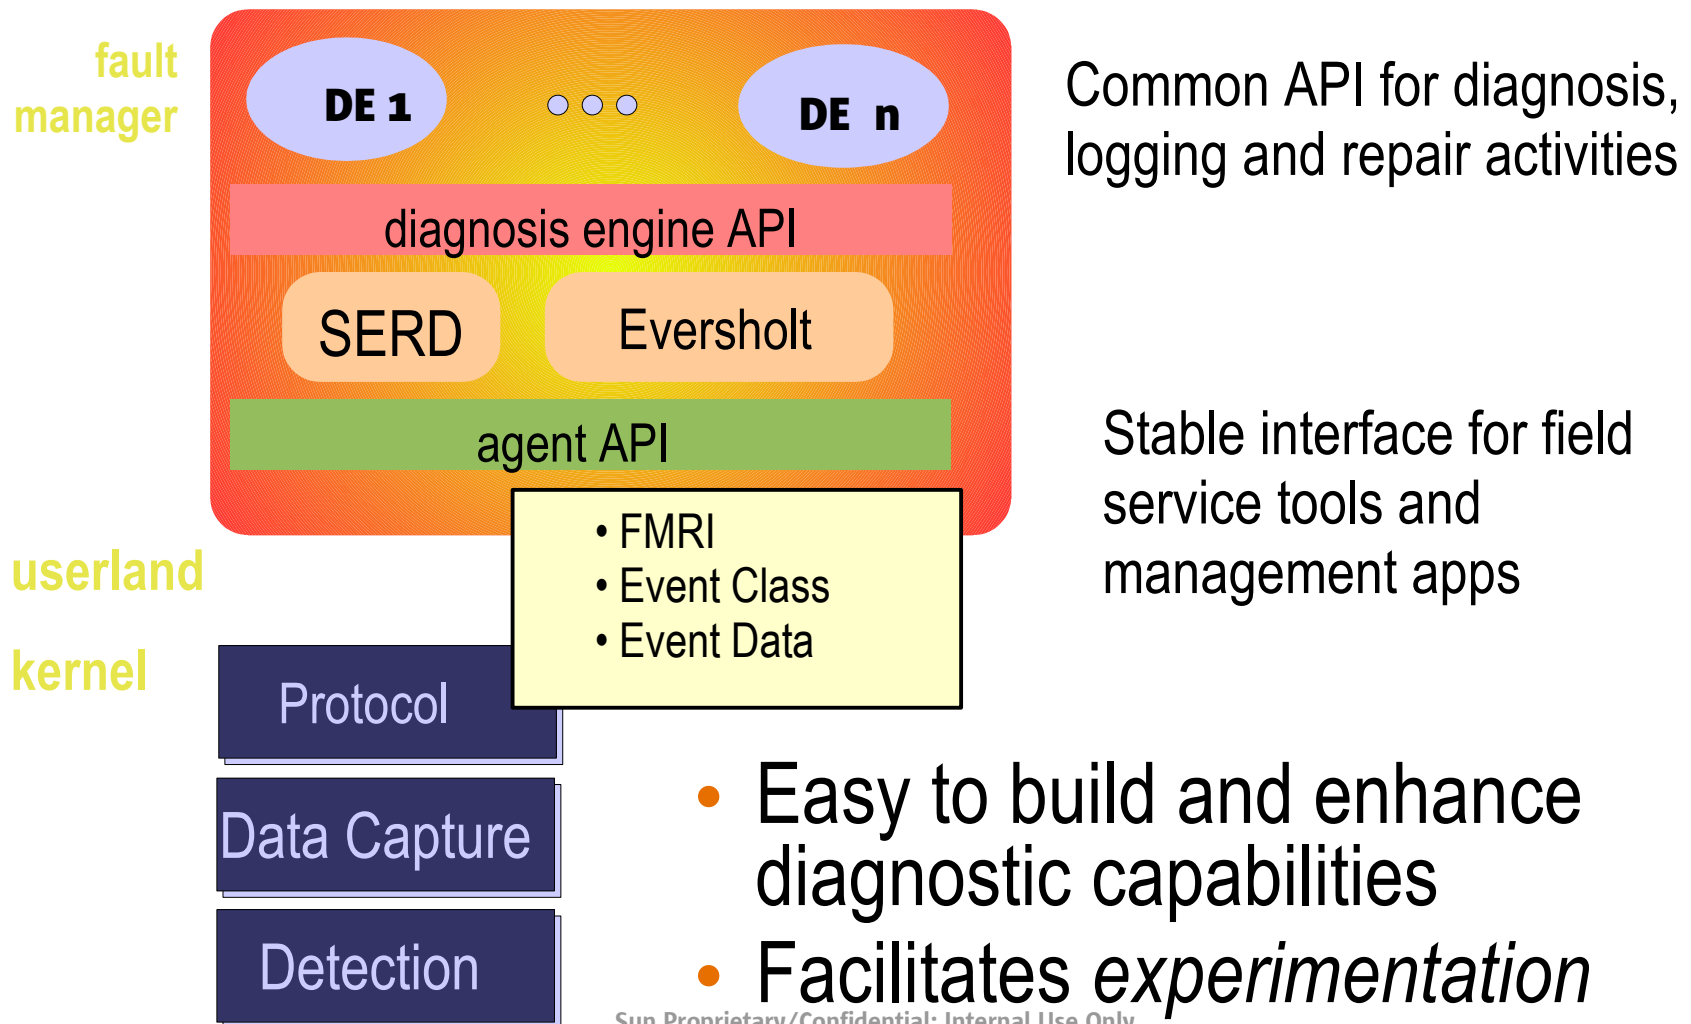 fault
manager
DE 1
DE n
Common API for diagnosis,
logging and repair activities
diagnosis engine API
SERD
Eversholt
agent API
Stable interface for field
service tools and
management apps
• FMRI
• Event Class
• Event Data
userland
kernel
Protocol
Data Capture
Detection
• Easy to build and enhance
diagnostic capabilities
• Facilitates experimentation
Sun Proprietary/Confidential: Internal Use Only